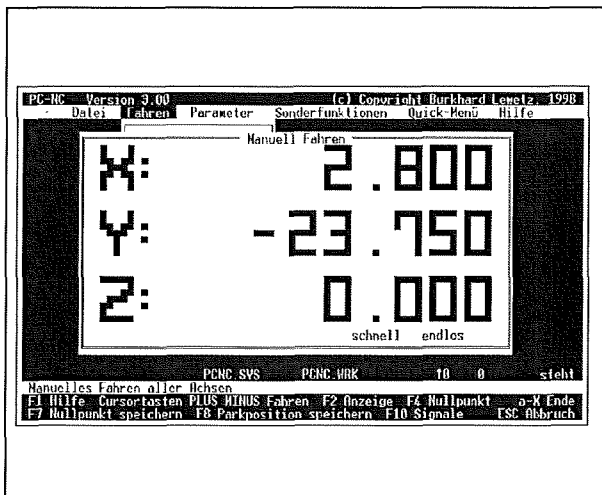 PC-NC Version 3.00 (c) Copyright Burkhard Lewetz, 1998
- Datei Fahren Parameter Sonderfunktionen Quick-Menü Hilfe
Manuell Fahren
X: 2.800
Y: -23.750
Z: 0.000
schnell endlos
PCNC.SYS PCNC.WRK T0 0 steht
Manuelles Fahren aller Achsen
F1 Hilfe Cursortasten PLUS MINUS Fahren F2 Anzeige F4 Nullpunkt a-X Ende
F7 Nullpunkt speichern F8 Parkposition speichern F10 Signale ESC Abbruch